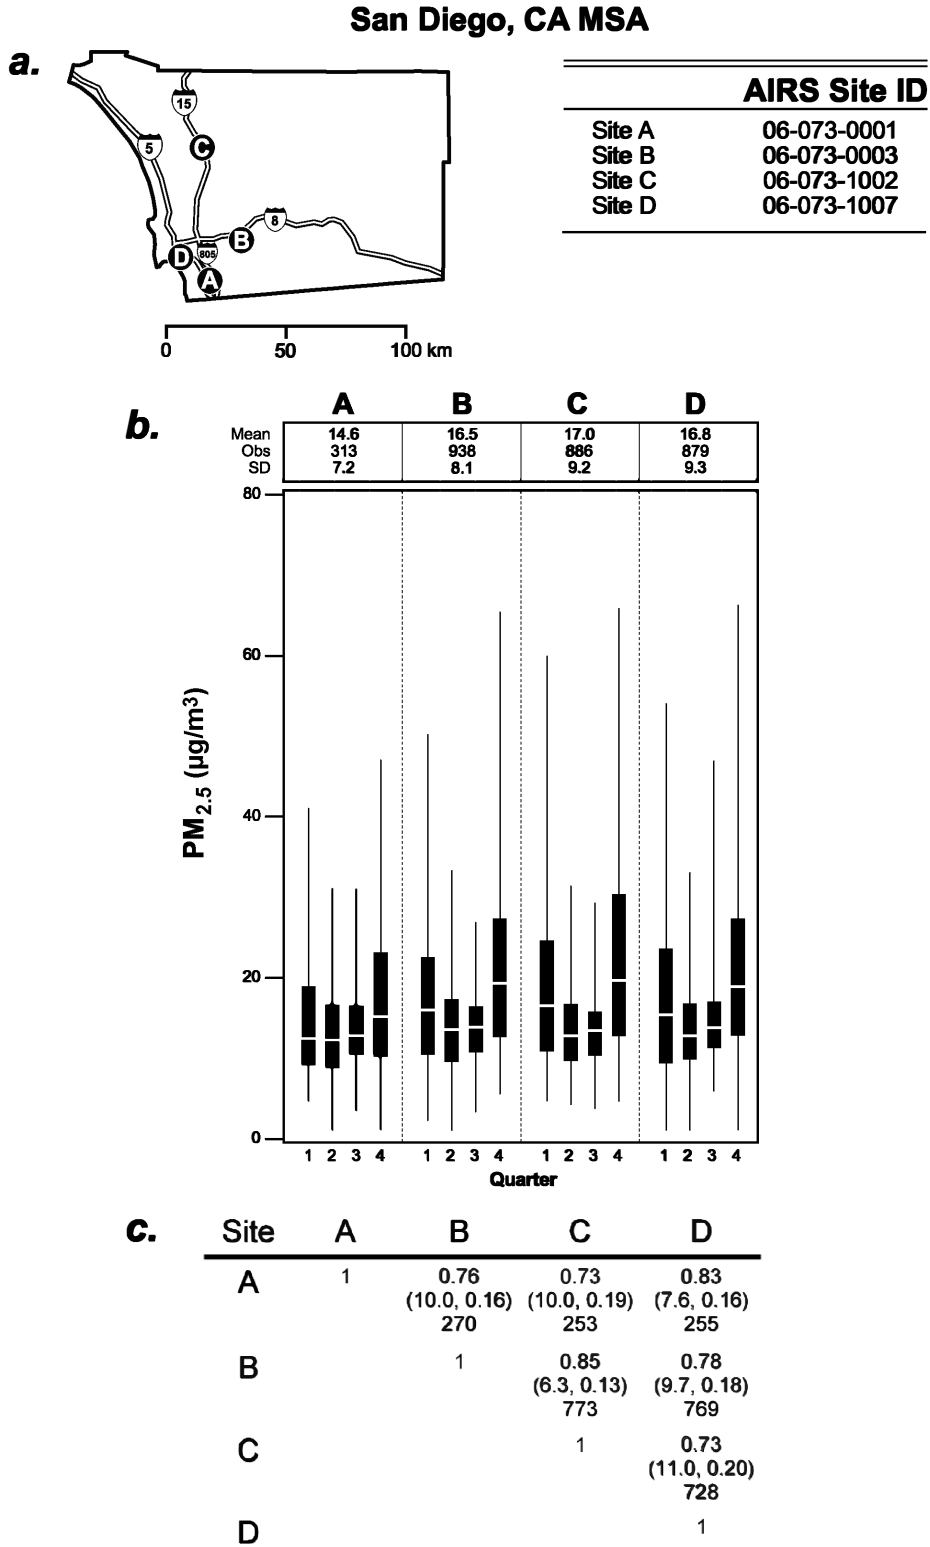 San Diego, CA MSA
a.
15
5
C
8
B
805
D
A
0 50 100 km
AIRS Site ID
Site A 06-073-0001
Site B 06-073-0003
Site C 06-073-1002
Site D 06-073-1007
b.
A B C D
Mean 14.6 16.5 17.0 16.8
Obs 313 938 886 879
SD 7.2 8.1 9.2 9.3
80
60
40
20
0
PM2.5 (µg/m³)
1 2 3 4 1 2 3 4 1 2 3 4 1 2 3 4
Quarter
c.
Site A B C D
A 1 0.76 0.73 0.83
(10.0, 0.16) (10.0, 0.19) (7.6, 0.16)
270 253 255
B 1 0.85 0.78
(6.3, 0.13) (9.7, 0.18)
773 769
C 1 0.73
(11.0, 0.20)
728
D 1